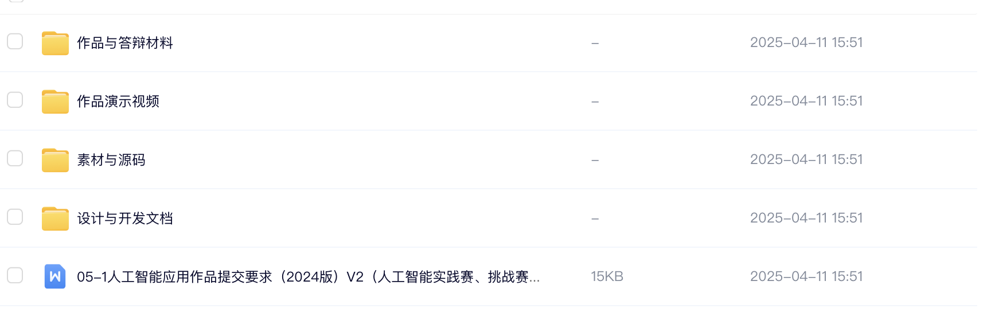 作品与答辩材料 – 2025-04-11 15:51
作品演示视频 – 2025-04-11 15:51
素材与源码 – 2025-04-11 15:51
设计与开发文档 – 2025-04-11 15:51
W 05-1人工智能应用作品提交要求（2024版）V2（人工智能实践赛、挑战赛... 15KB 2025-04-11 15:51